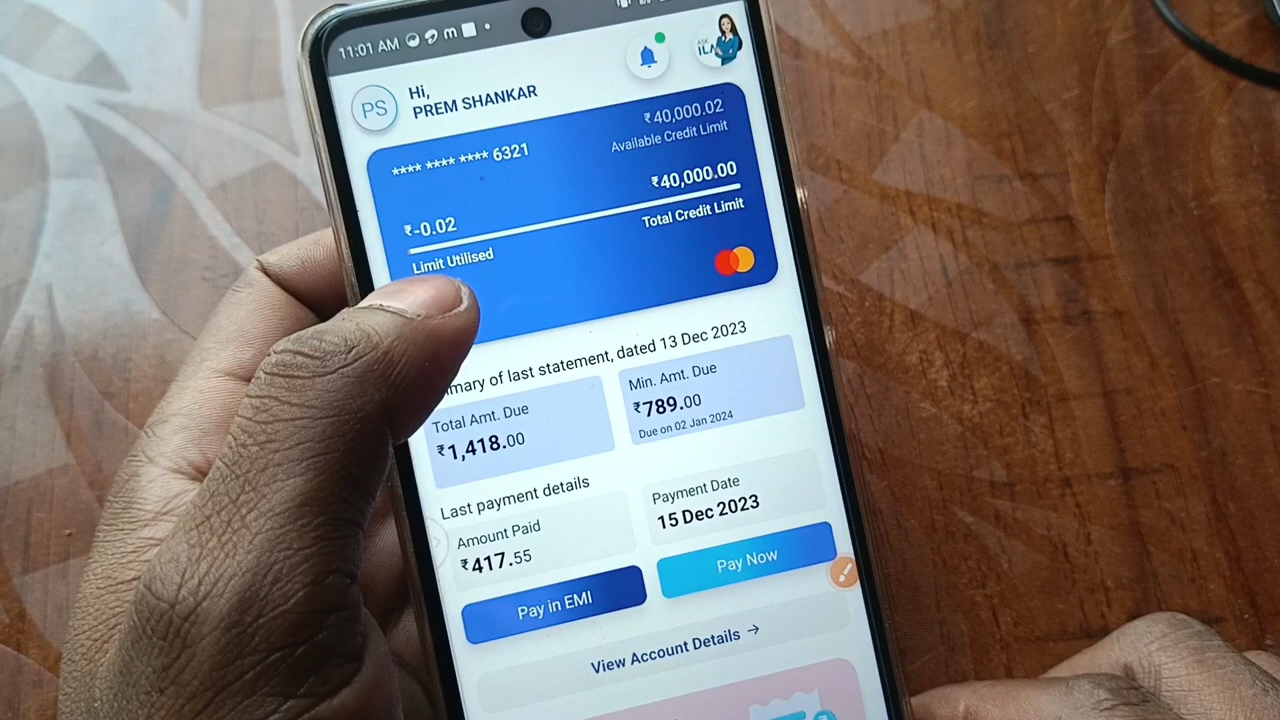 11:01 AM
Hi,
PREM SHANKAR
PS
ASK
ILA
₹40,000.02
Available Credit Limit
**** **** **** 6321
₹40,000.00
₹-0.02
Total Credit Limit
Limit Utilised
mary of last statement, dated 13 Dec 2023
Total Amt. Due
₹1,418.00
Min. Amt. Due
₹789.00
Due on 02 Jan 2024
Last payment details
Amount Paid
₹417.55
Payment Date
15 Dec 2023
Pay in EMI
Pay Now
View Account Details →